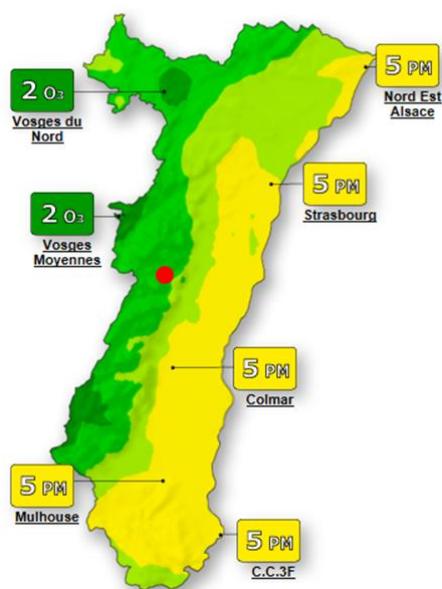 5 PM
Nord Est
Alsace
2 O₃
Vosges du
Nord
5 PM
Strasbourg
2 O₃
Vosges
Moyennes
5 PM
Colmar
5 PM
Mulhouse
5 PM
C.C.3F